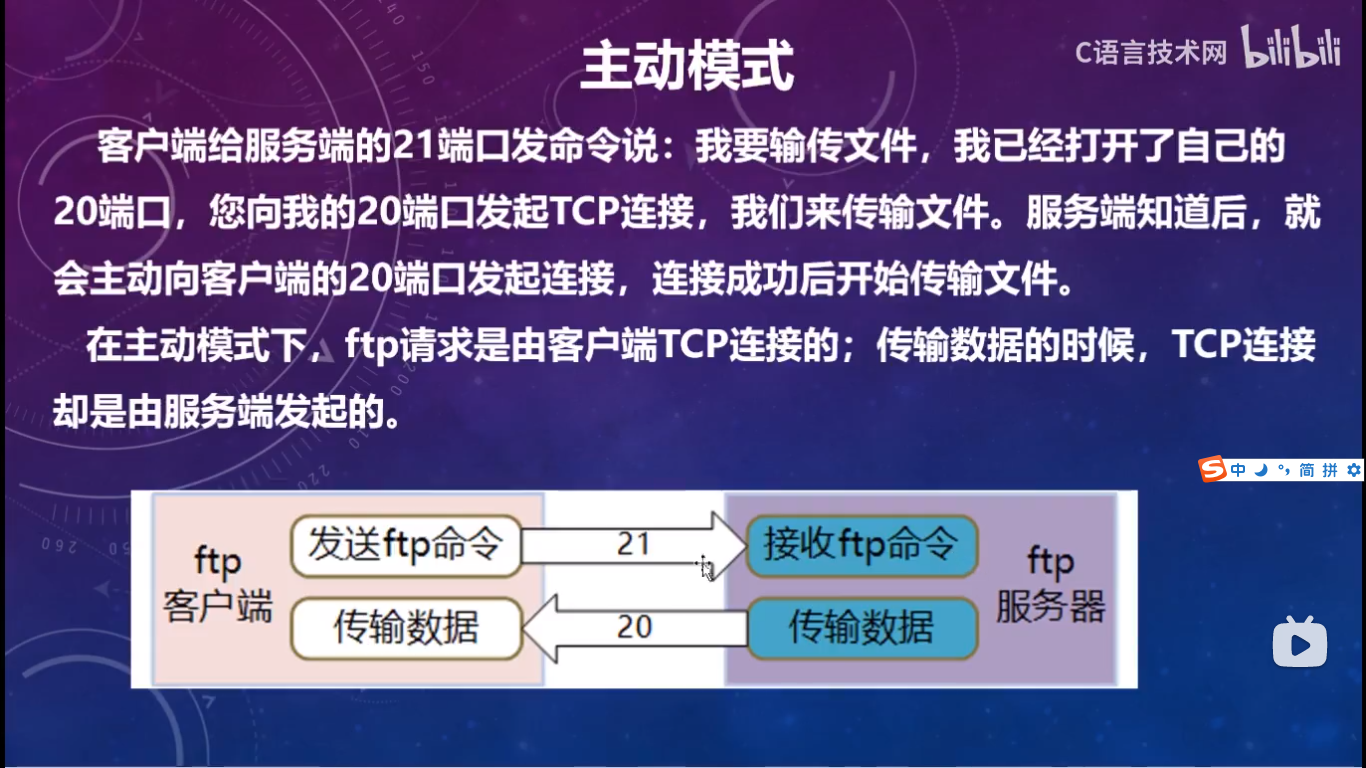 主动模式
C语言技术网 bilibili
客户端给服务端的21端口发命令说：我要输传文件，我已经打开了自己的
20端口，您向我的20端口发起TCP连接，我们来传输文件。服务端知道后，就
会主动向客户端的20端口发起连接，连接成功后开始传输文件。
在主动模式下，ftp请求是由客户端TCP连接的；传输数据的时候，TCP连接
却是由服务端发起的。
中 简 拼
ftp
客户端
发送ftp命令
21
接收ftp命令
传输数据
20
传输数据
ftp
服务器
140
150
200
210
220
260